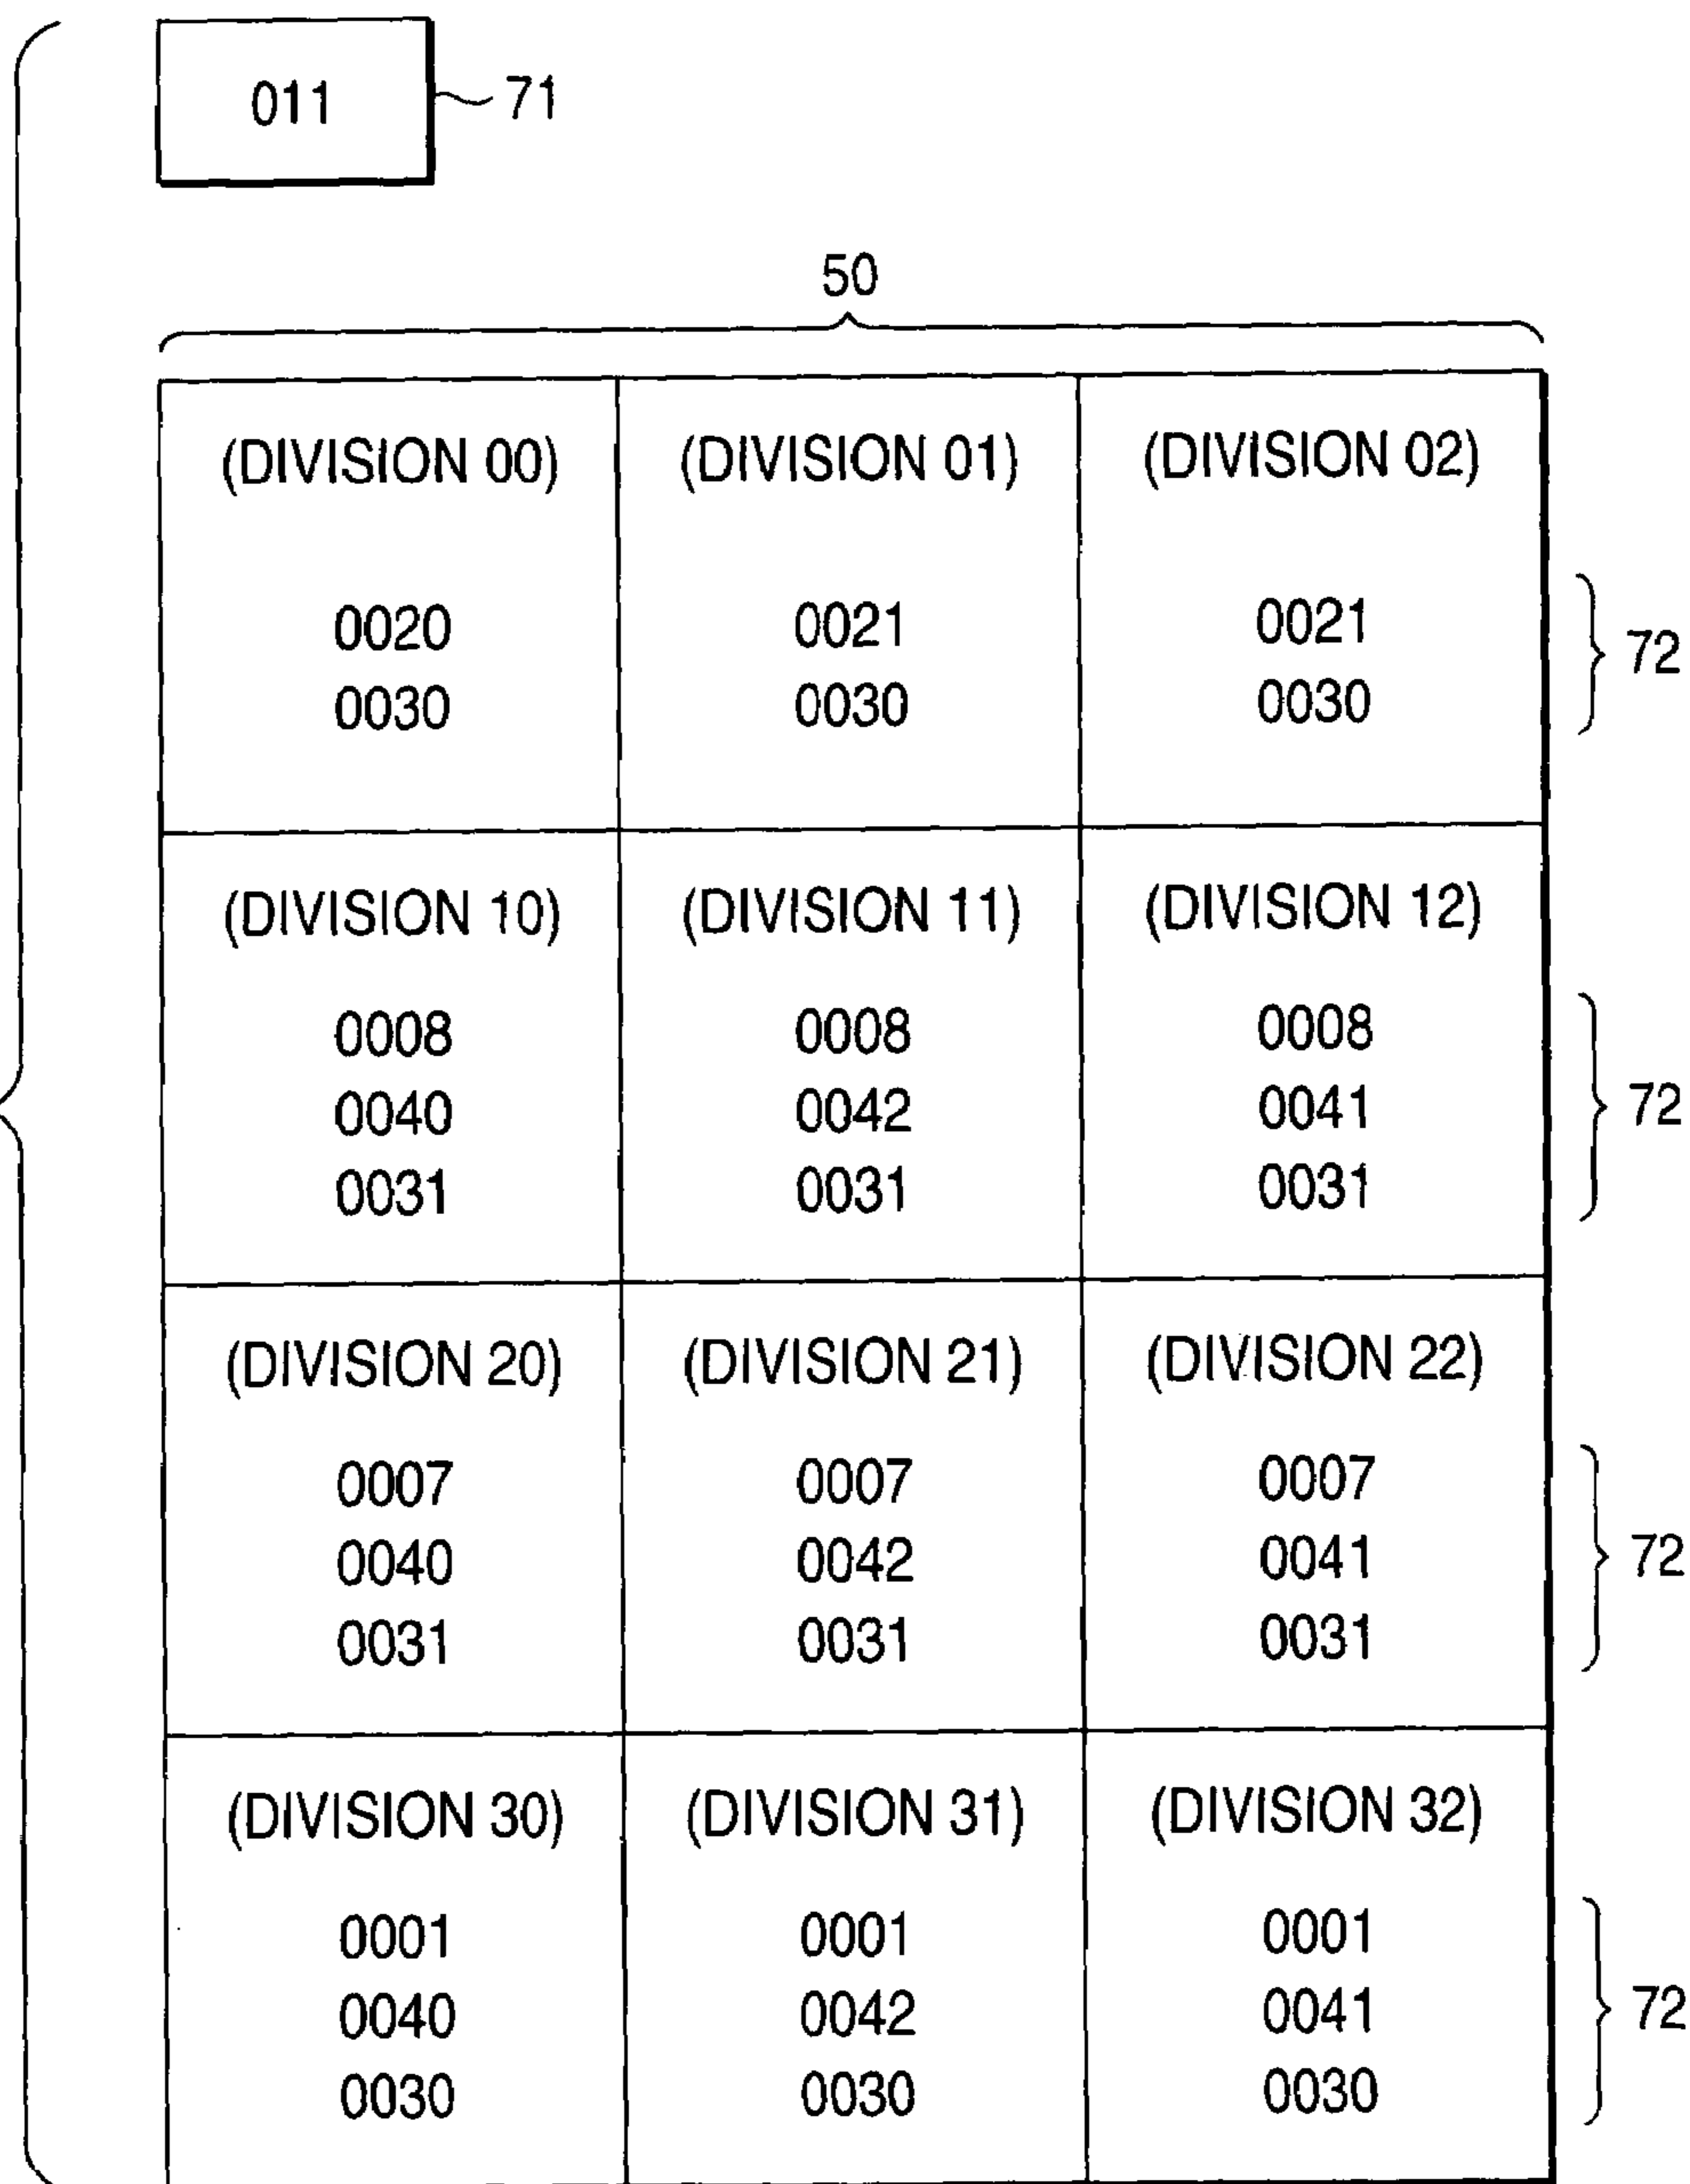 011 71
50
(DIVISION 00) (DIVISION 01) (DIVISION 02)
0020 0021 0021
72
0030 0030 0030
(DIVISION 10) (DIVISION 11) (DIVISION 12)
0008 0008 0008
0040 0042 0041 72
0031 0031 0031
(DIVISION 20) (DIVISION 21) (DIVISION 22)
0007 0007 0007
0040 0042 0041 72
0031 0031 0031
(DIVISION 30) (DIVISION 31) (DIVISION 32)
0001 0001 0001
0040 0042 0041 72
0030 0030 0030